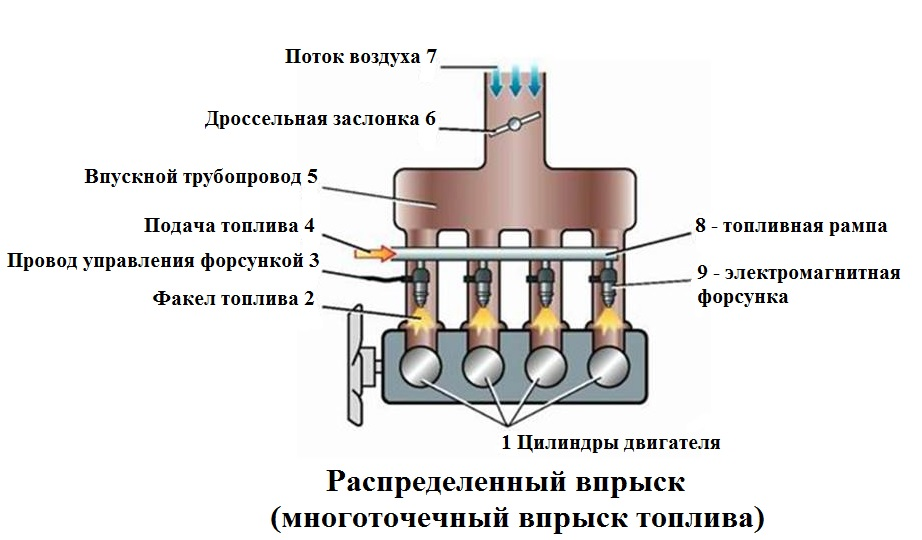 Поток воздуха 7
Дроссельная заслонка 6
Впускной трубопровод 5
Подача топлива 4
8 - топливная рампа
Провод управления форсункой 3
9 - электромагнитная
форсунка
Факел топлива 2
1 Цилиндры двигателя
Распределенный впрыск
(многоточечный впрыск топлива)